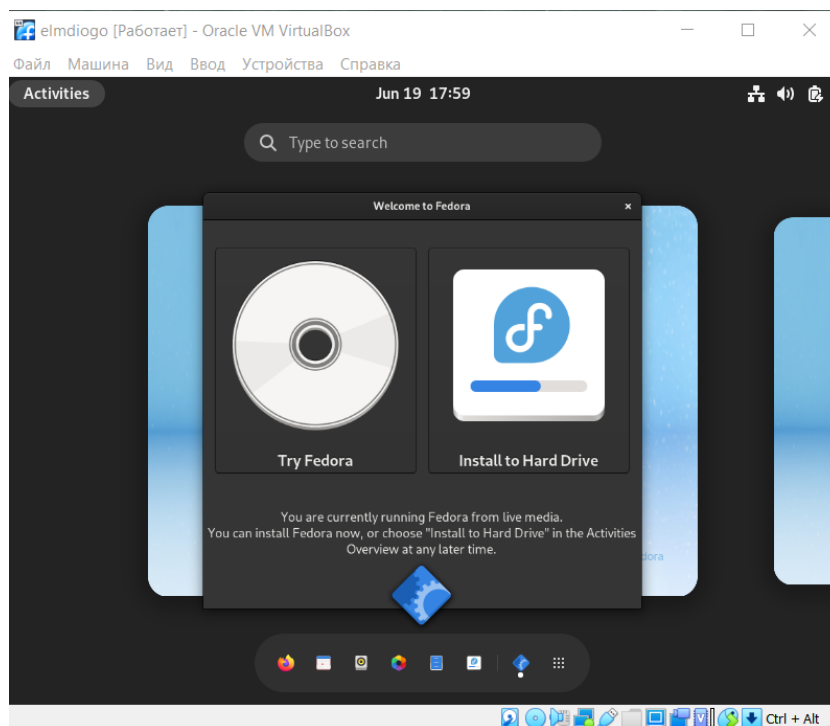 elmdiogo [Работает] - Oracle VM VirtualBox
Файл Машина Вид Ввод Устройства Справка
Activities
Jun 19 17:59
Type to search
Welcome to Fedora
Try Fedora
Install to Hard Drive
You are currently running Fedora from live media.
You can install Fedora now, or choose "Install to Hard Drive" in the Activities
Overview at any later time.
dora
Ctrl + Alt